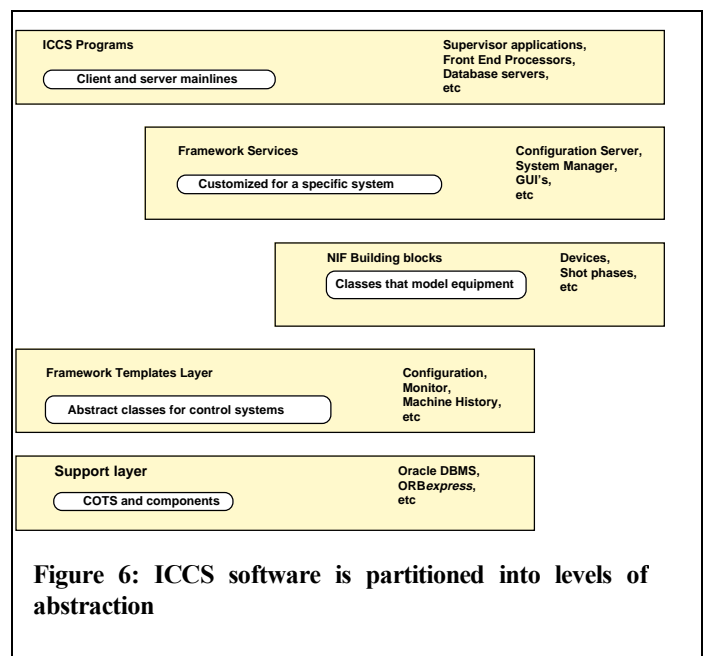 ICCS Programs
Client and server mainlines
Supervisor applications,
Front End Processors,
Database servers,
etc
Framework Services
Customized for a specific system
Configuration Server,
System Manager,
GUI's,
etc
NIF Building blocks
Classes that model equipment
Devices,
Shot phases,
etc
Framework Templates Layer
Abstract classes for control systems
Configuration,
Monitor,
Machine History,
etc
Support layer
COTS and components
Oracle DBMS,
ORBexpress,
etc
Figure 6: ICCS software is partitioned into levels of
abstraction